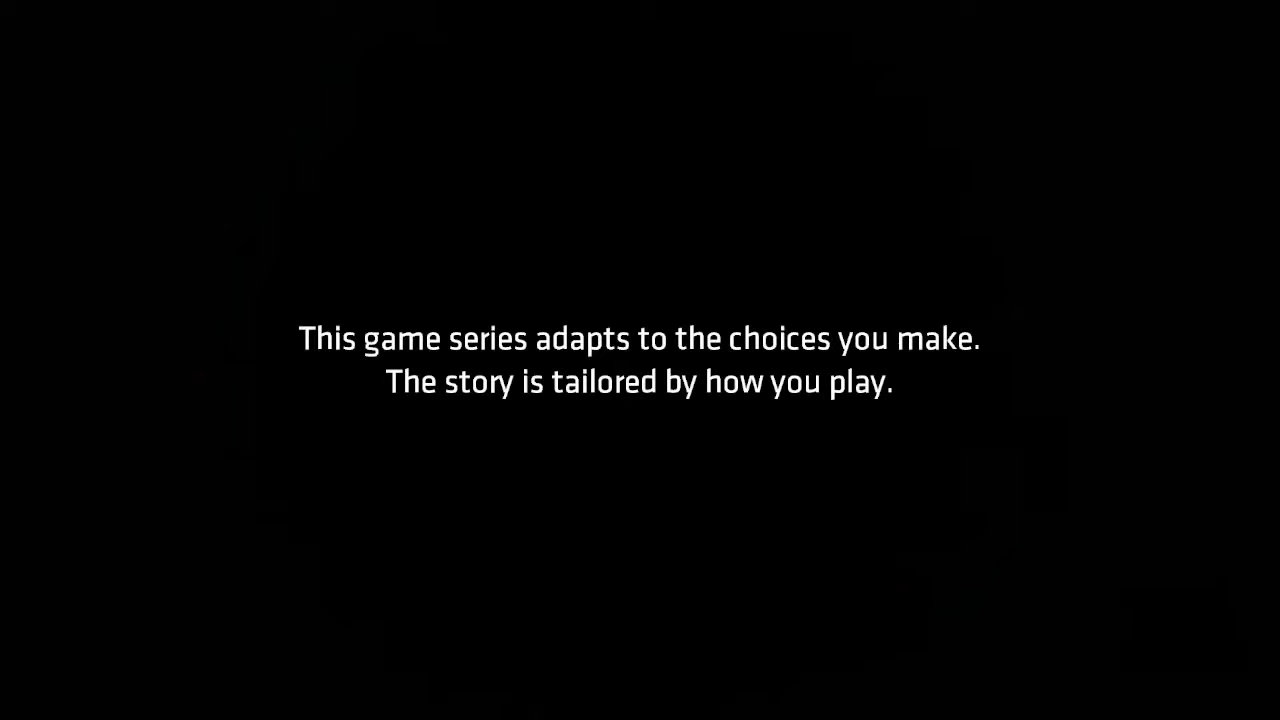 This game series adapts to the choices you make.
The story is tailored by how you play.